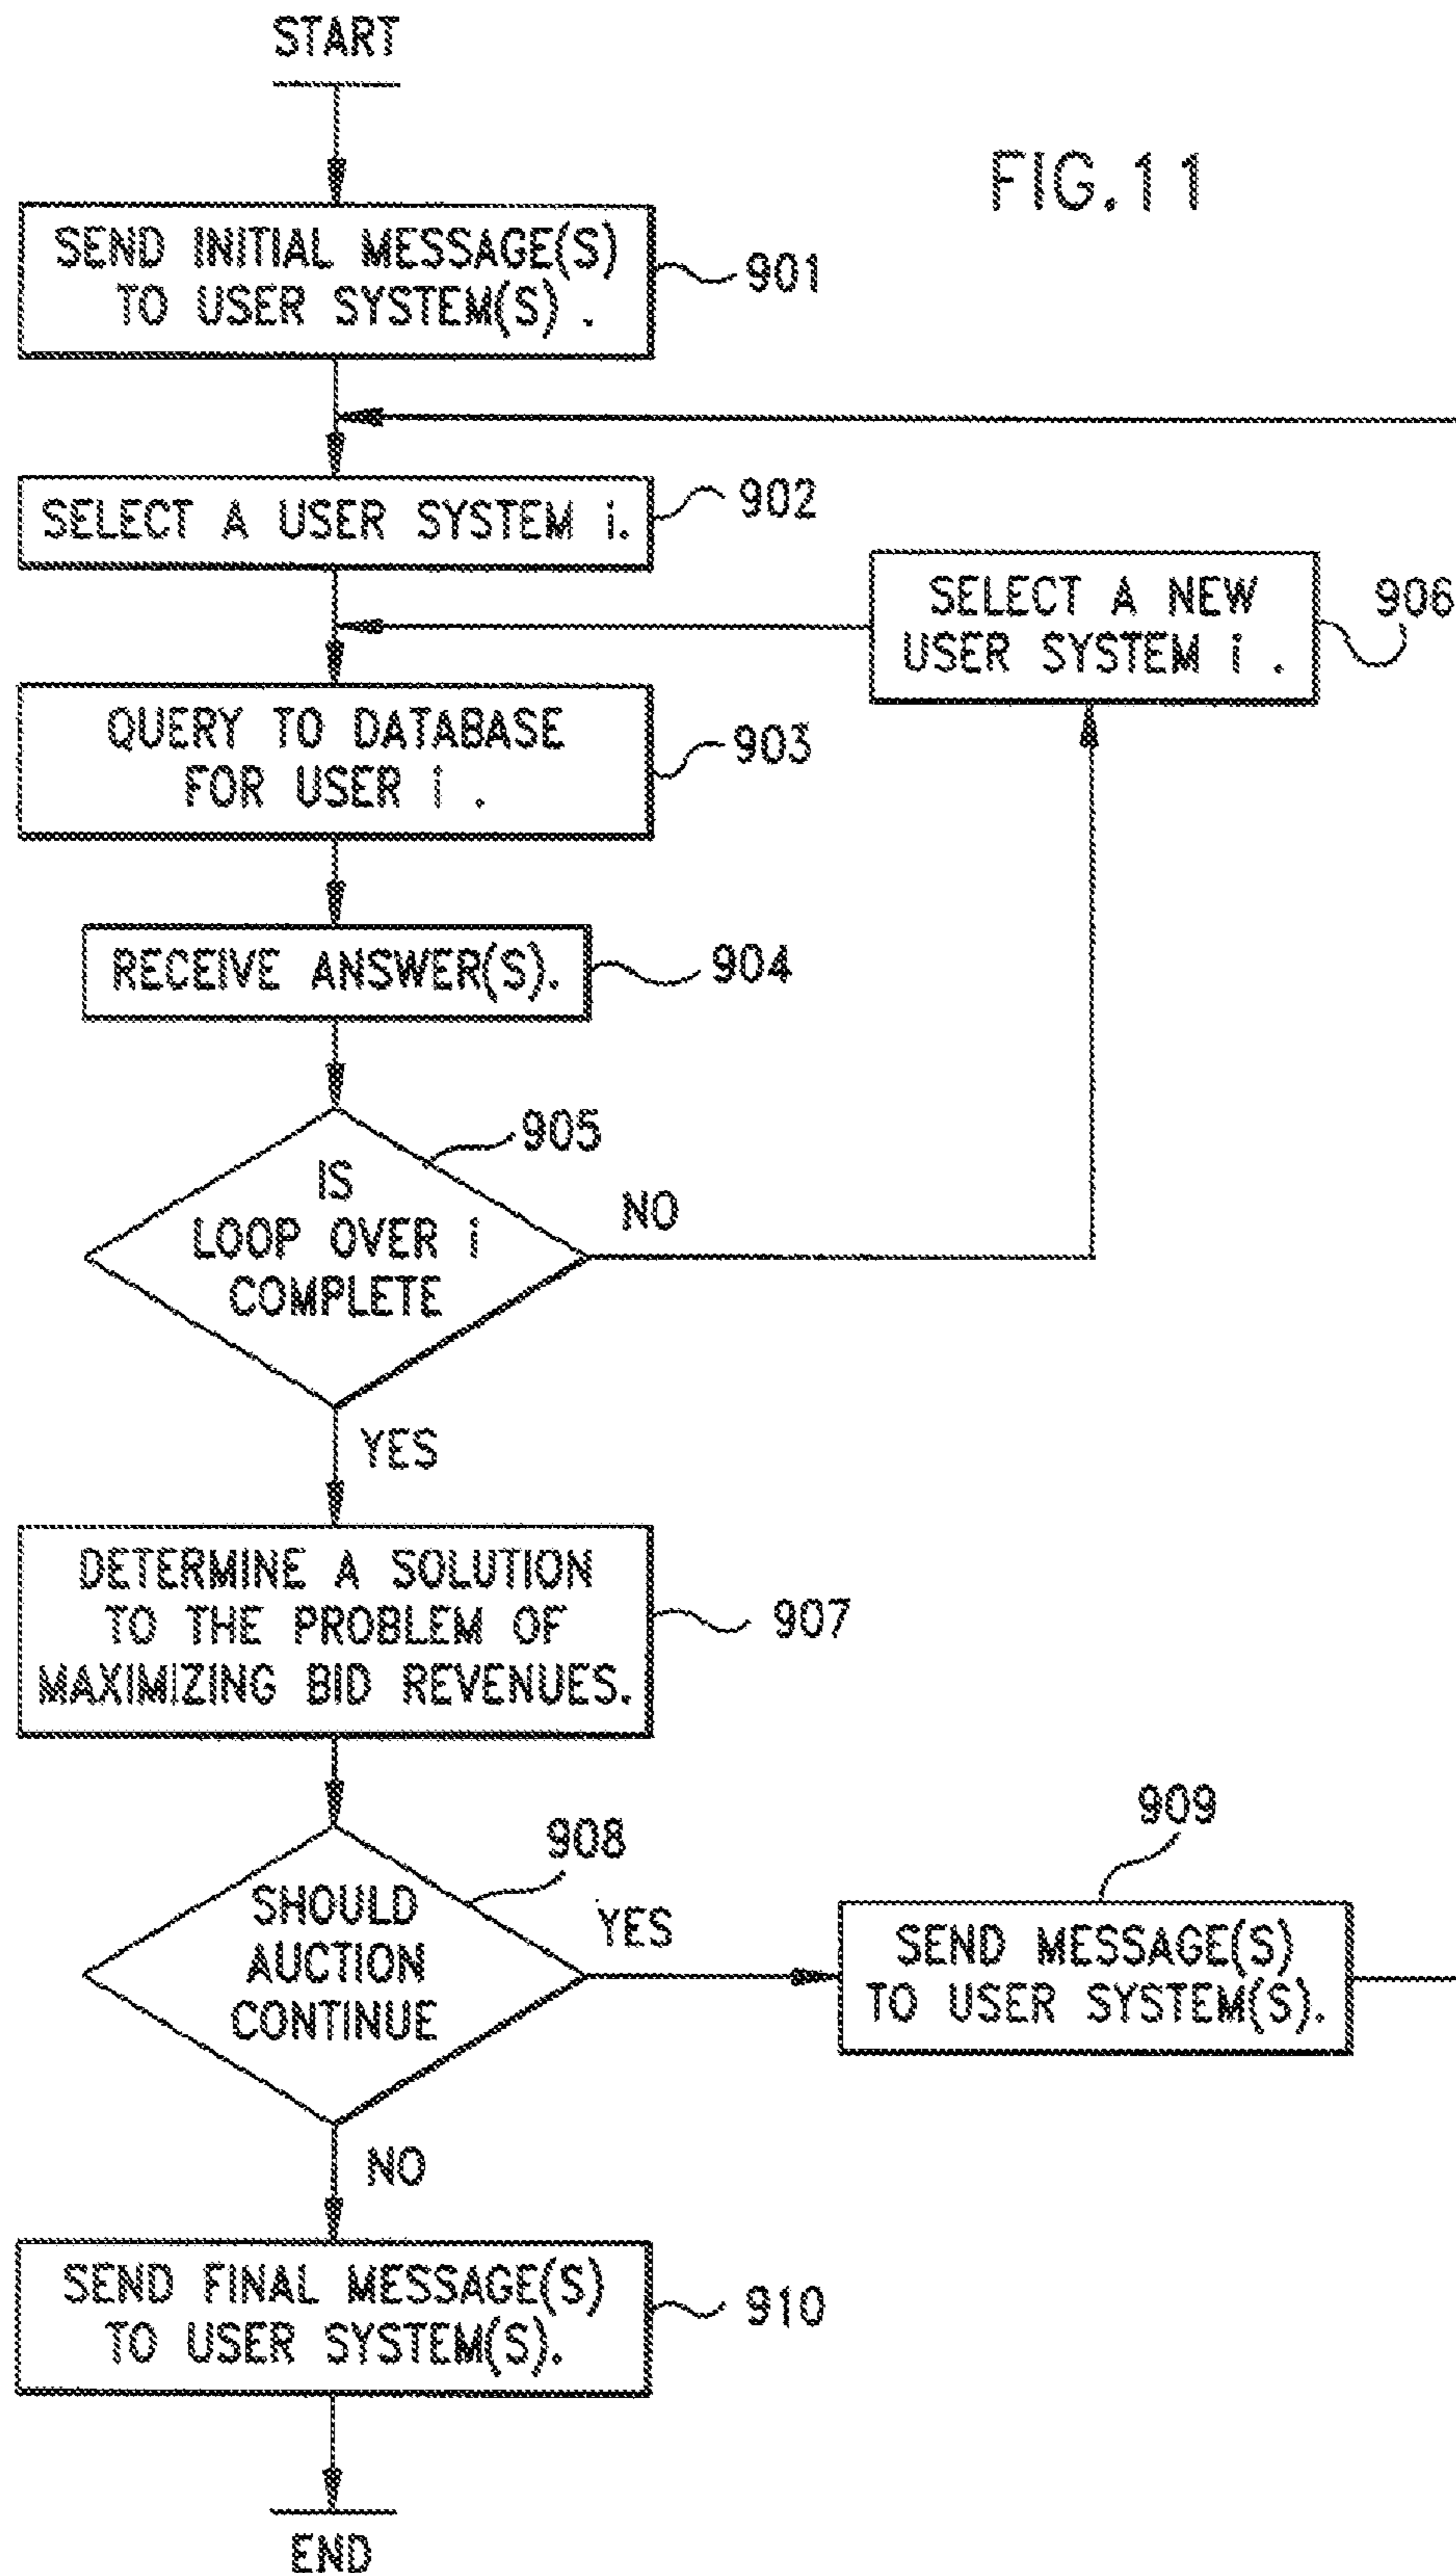 START
FIG.11
SEND INITIAL MESSAGE(S)
TO USER SYSTEM(S) .
901
SELECT A USER SYSTEM i.
902
SELECT A NEW
USER SYSTEM i .
906
QUERY TO DATABASE
FOR USER i .
903
RECEIVE ANSWER(S).
904
905
IS
LOOP OVER i
COMPLETE
NO
YES
DETERMINE A SOLUTION
TO THE PROBLEM OF
MAXIMIZING BID REVENUES.
907
908
SHOULD
AUCTION
CONTINUE
YES
909
SEND MESSAGE(S)
TO USER SYSTEM(S).
NO
SEND FINAL MESSAGE(S)
TO USER SYSTEM(S).
910
END